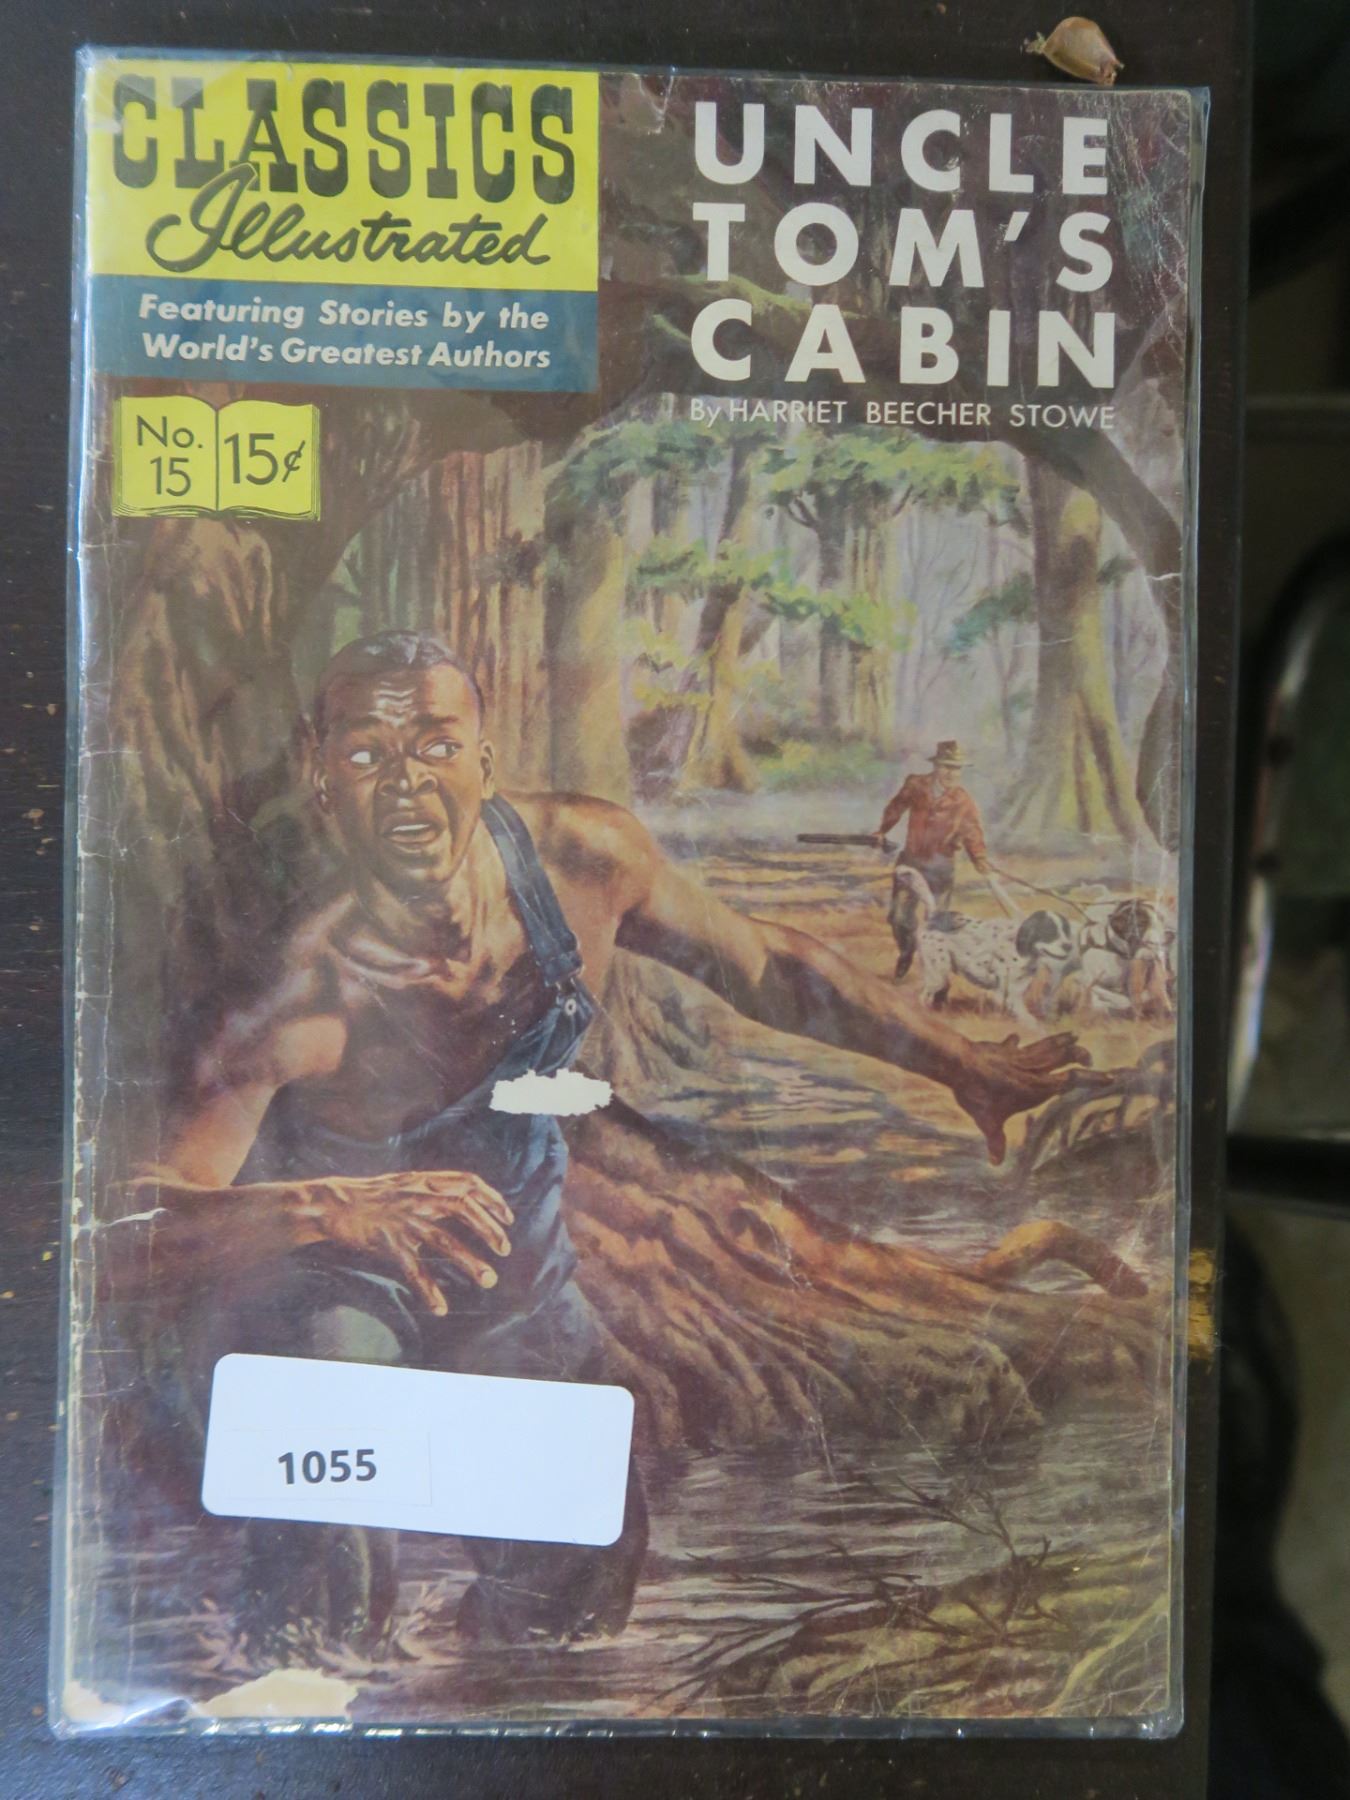 CLASSICS
Illustrated
Featuring Stories by the
World's Greatest Authors
No.
15
15¢
UNCLE
TOM'S
CABIN
By HARRIET BEECHER STOWE
1055